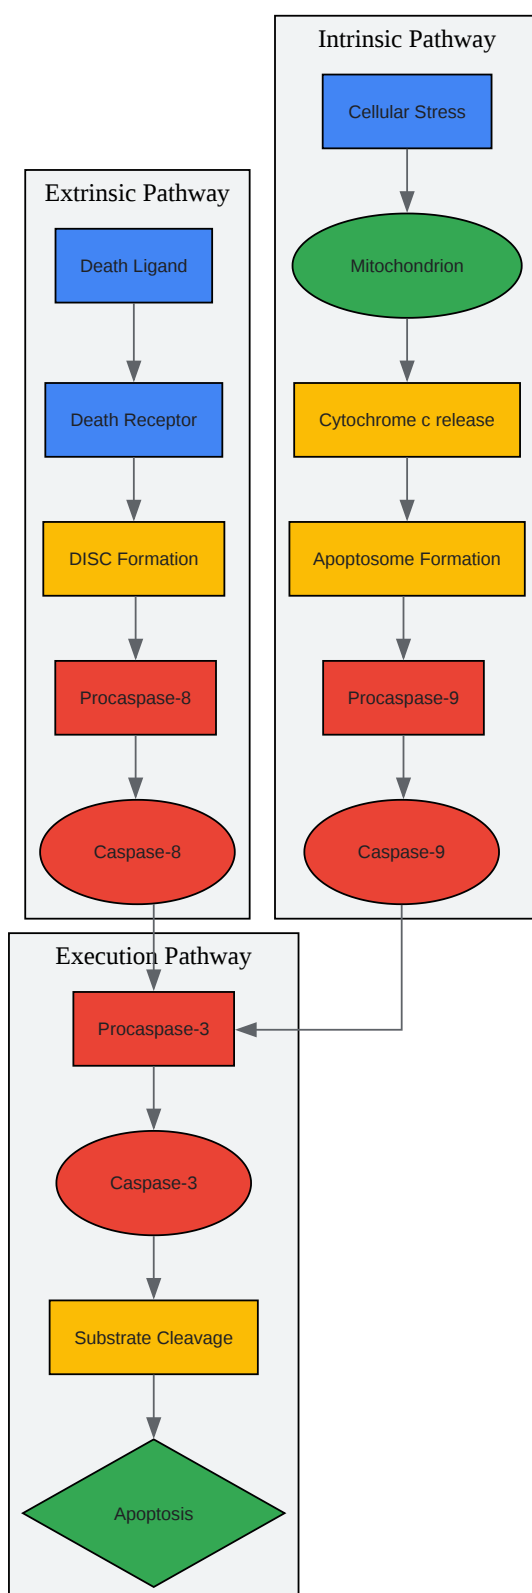 Intrinsic Pathway
Cellular Stress
Mitochondrion
Cytochrome c release
Apoptosome Formation
Procaspase-9
Caspase-9
Extrinsic Pathway
Death Ligand
Death Receptor
DISC Formation
Procaspase-8
Caspase-8
Execution Pathway
Procaspase-3
Caspase-3
Substrate Cleavage
Apoptosis